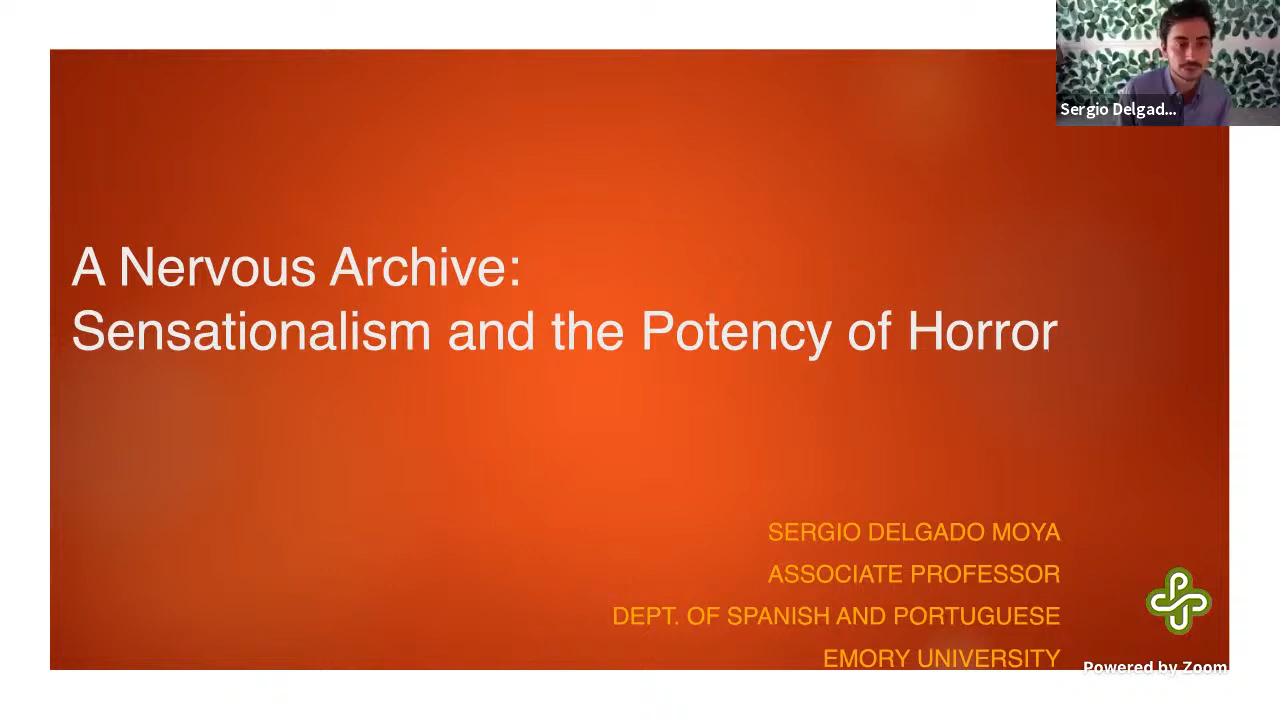 Sergio Delgad...
A Nervous Archive:
Sensationalism and the Potency of Horror
SERGIO DELGADO MOYA
ASSOCIATE PROFESSOR
DEPT. OF SPANISH AND PORTUGUESE
EMORY UNIVERSITY
PSU
Powered by Zoom